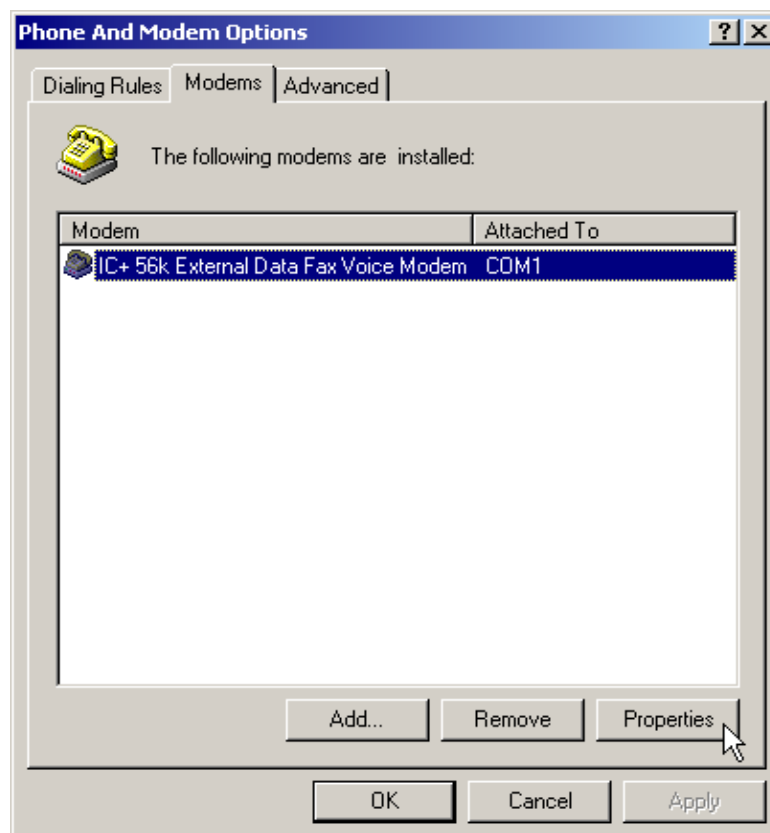 Phone And Modem Options ? X
Dialing Rules Modems Advanced
The following modems are installed:
Modem Attached To
IC+ 56k External Data Fax Voice Modem COM1
Add... Remove Properties
OK Cancel Apply